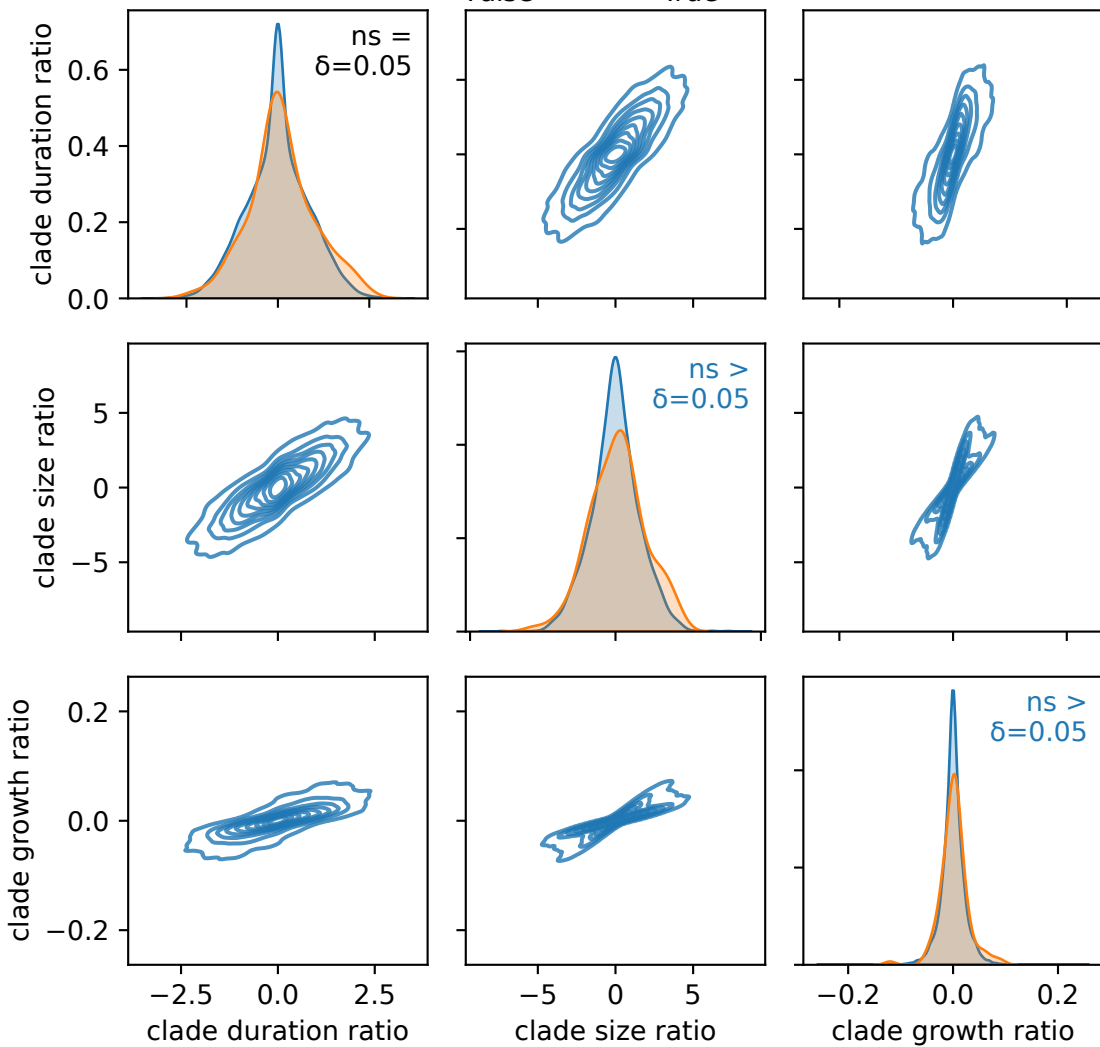 clade duration ratio
0.6
0.4
0.2
0.0
ns =
δ=0.05
clade size ratio
5
0
−5
ns >
δ=0.05
clade growth ratio
0.2
0.0
−0.2
ns >
δ=0.05
−2.5 0.0 2.5
clade duration ratio
−5 0 5
clade size ratio
−0.2 0.0 0.2
clade growth ratio